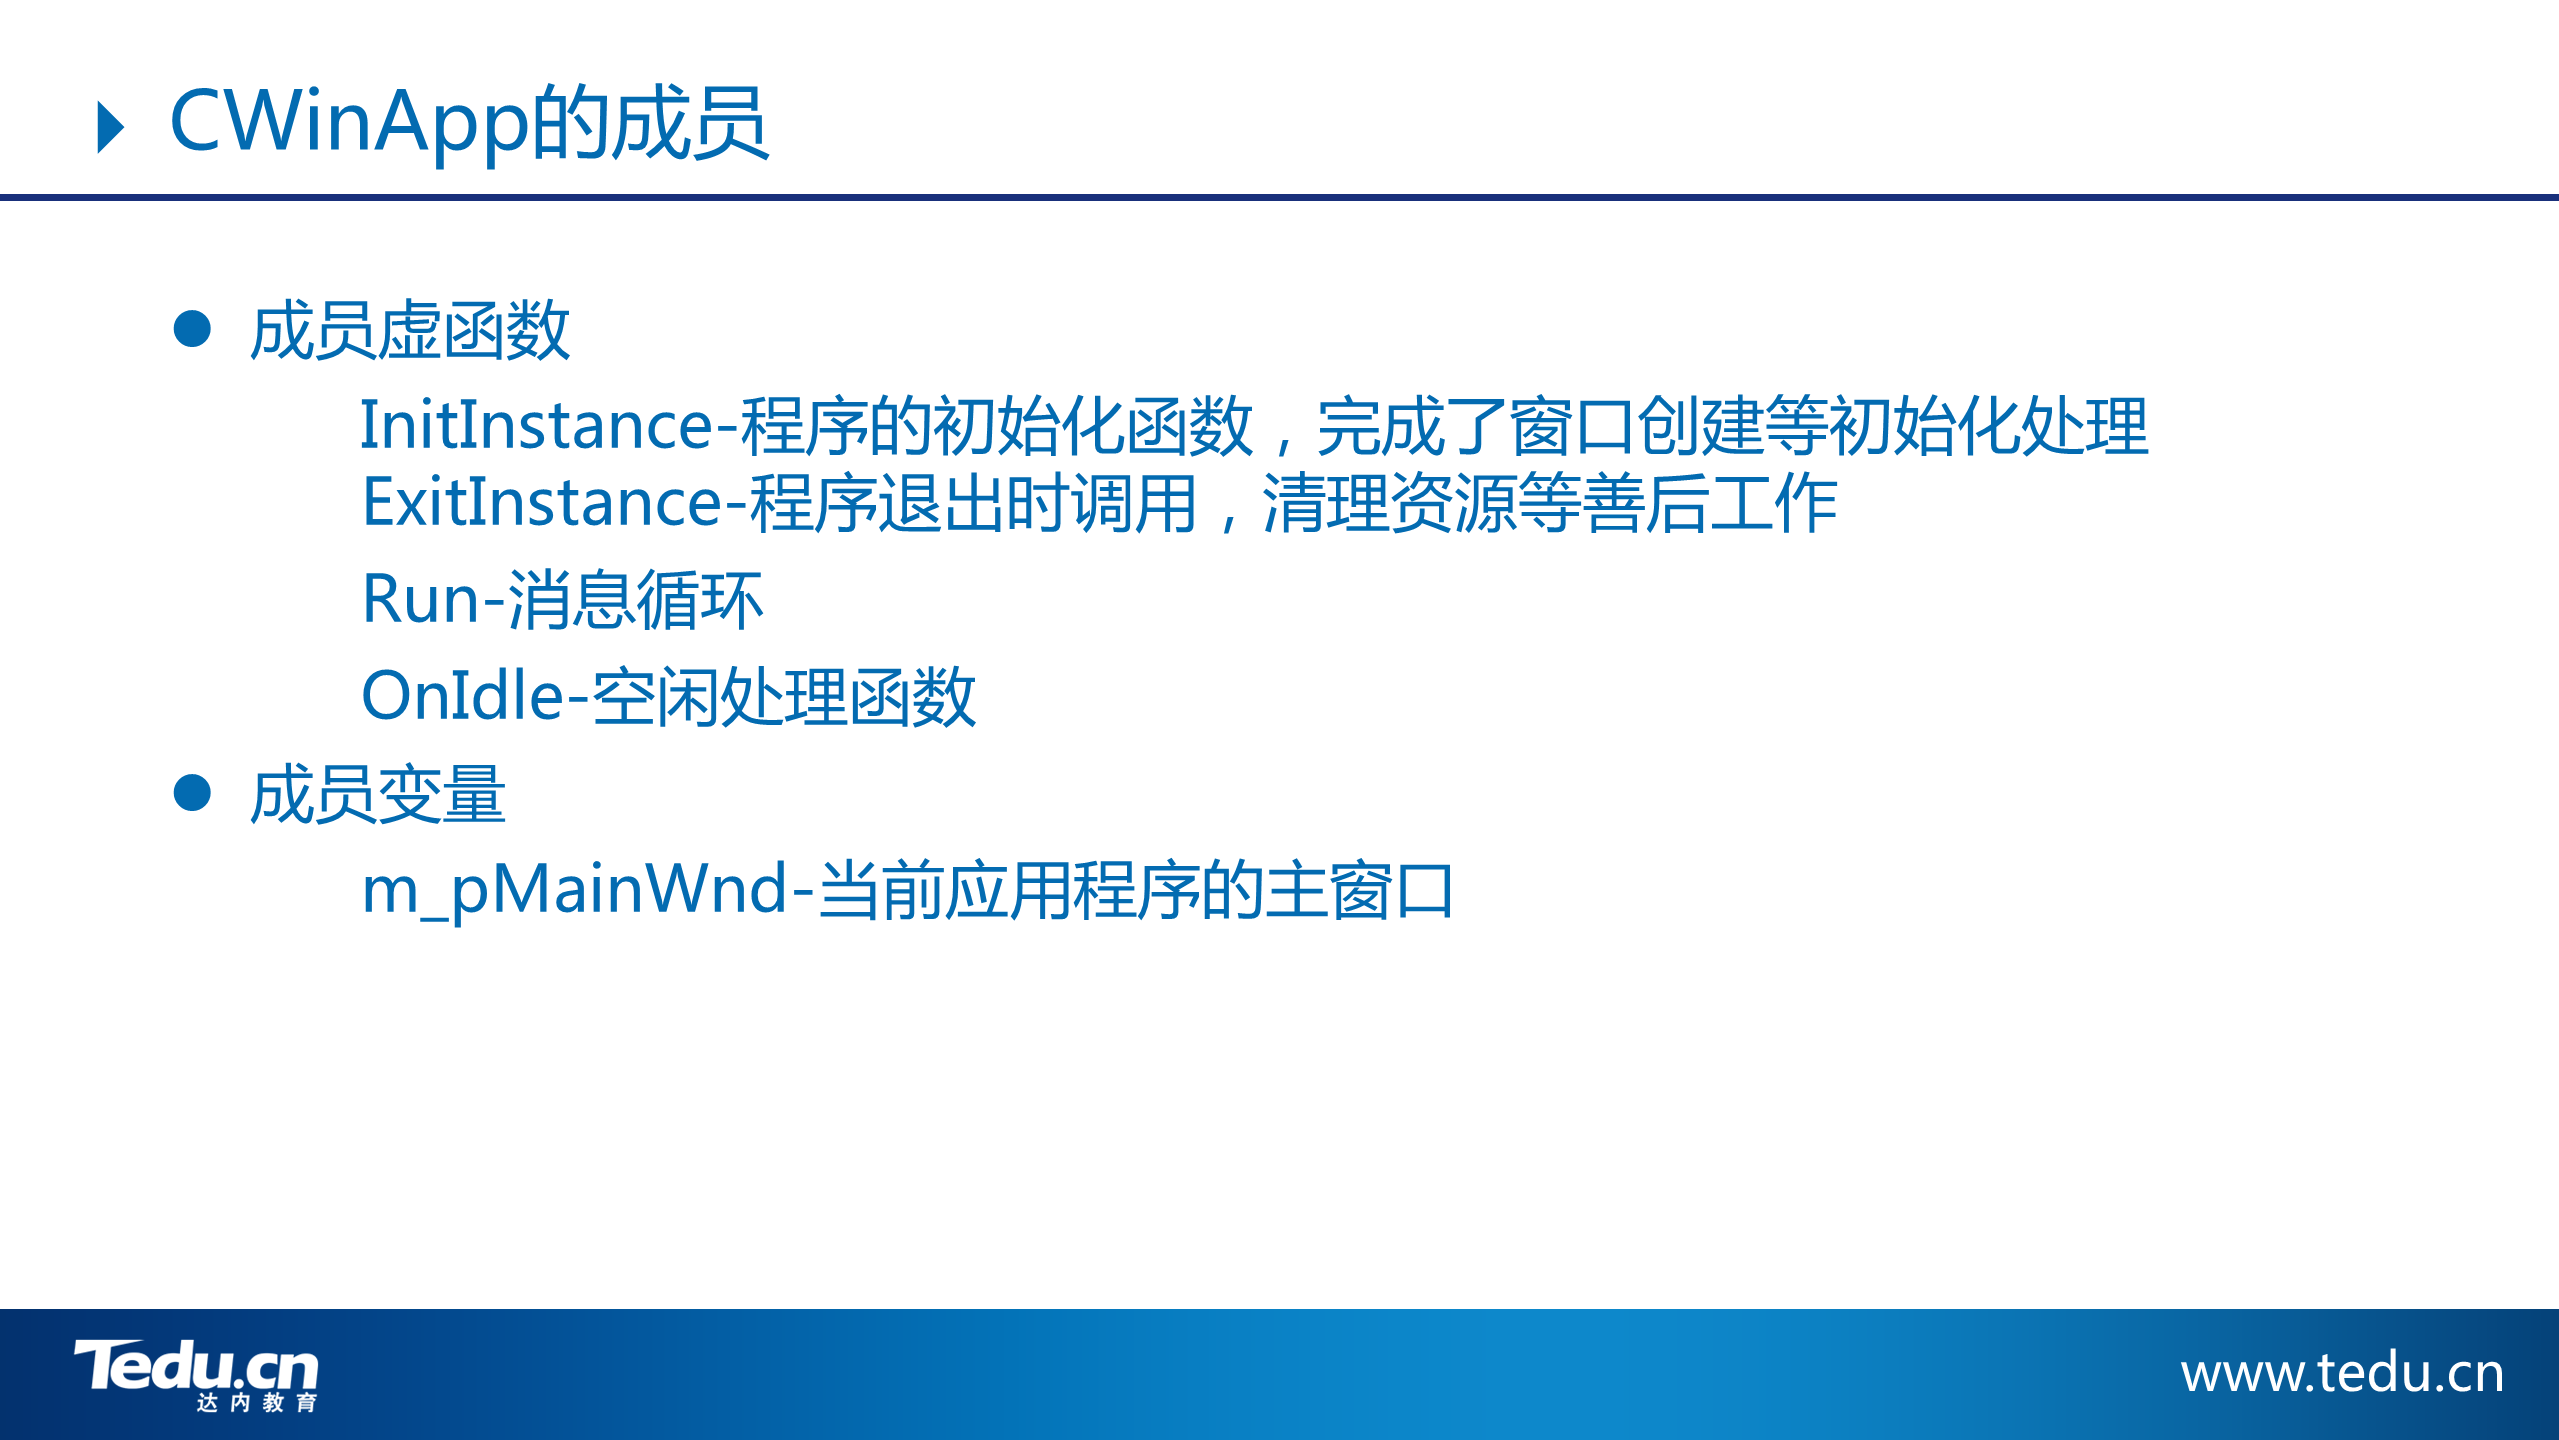 CWinApp的成员
成员虚函数
InitInstance-程序的初始化函数，完成了窗口创建等初始化处理
ExitInstance-程序退出时调用，清理资源等善后工作
Run-消息循环
OnIdle-空闲处理函数
成员变量
m_pMainWnd-当前应用程序的主窗口
Tedu.cn
达内教育
www.tedu.cn